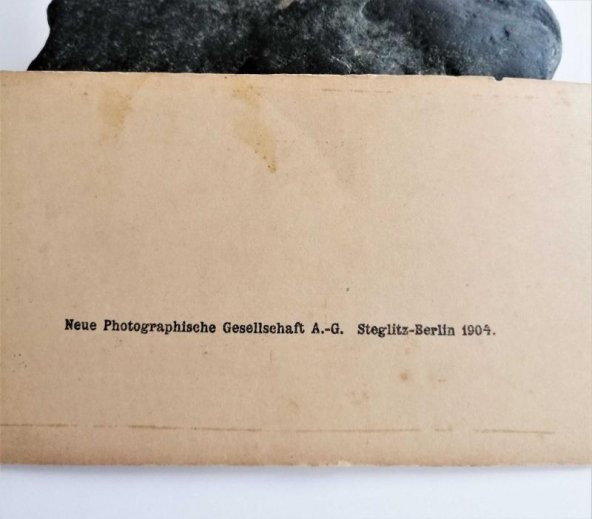 Neue Photographische Gesellschaft A.-G. Steglitz-Berlin 1904.